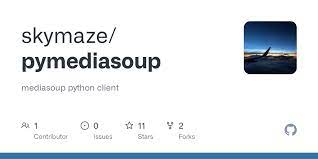 skymaze/
pymediasoup
mediasoup python client
1 0 11 2
Contributor Issues Stars Forks